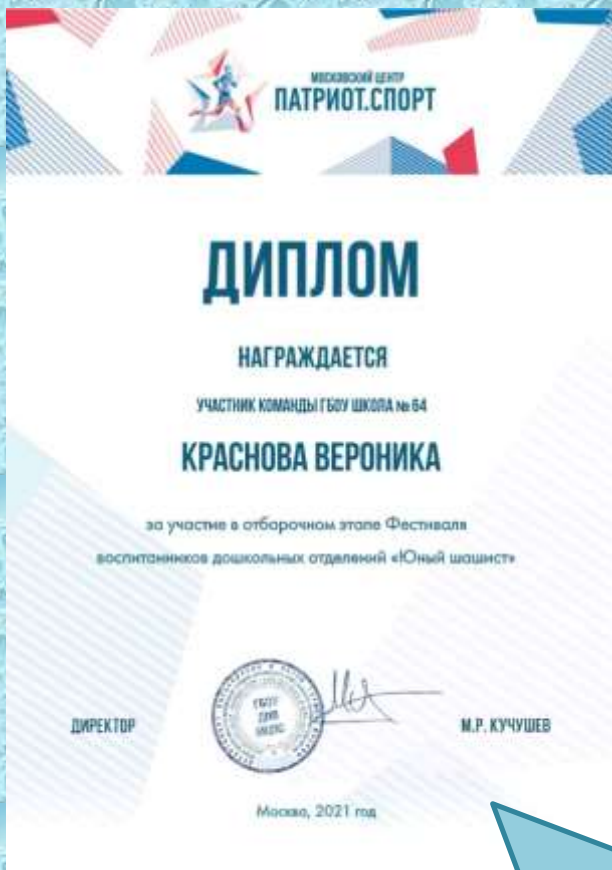 МОСКОВСКИЙ ЦЕНТР
ПАТРИОТ.СПОРТ
ДИПЛОМ
НАГРАЖДАЕТСЯ
УЧАСТНИК КОМАНДЫ ГБОУ ШКОЛА № 64
КРАСНОВА ВЕРОНИКА
за участие в отборочном этапе Фестиваля
воспитанников дошкольных отделений «Юный шашист»
ДИРЕКТОР
М.Р. КУЧУШЕВ
Москва, 2021 год